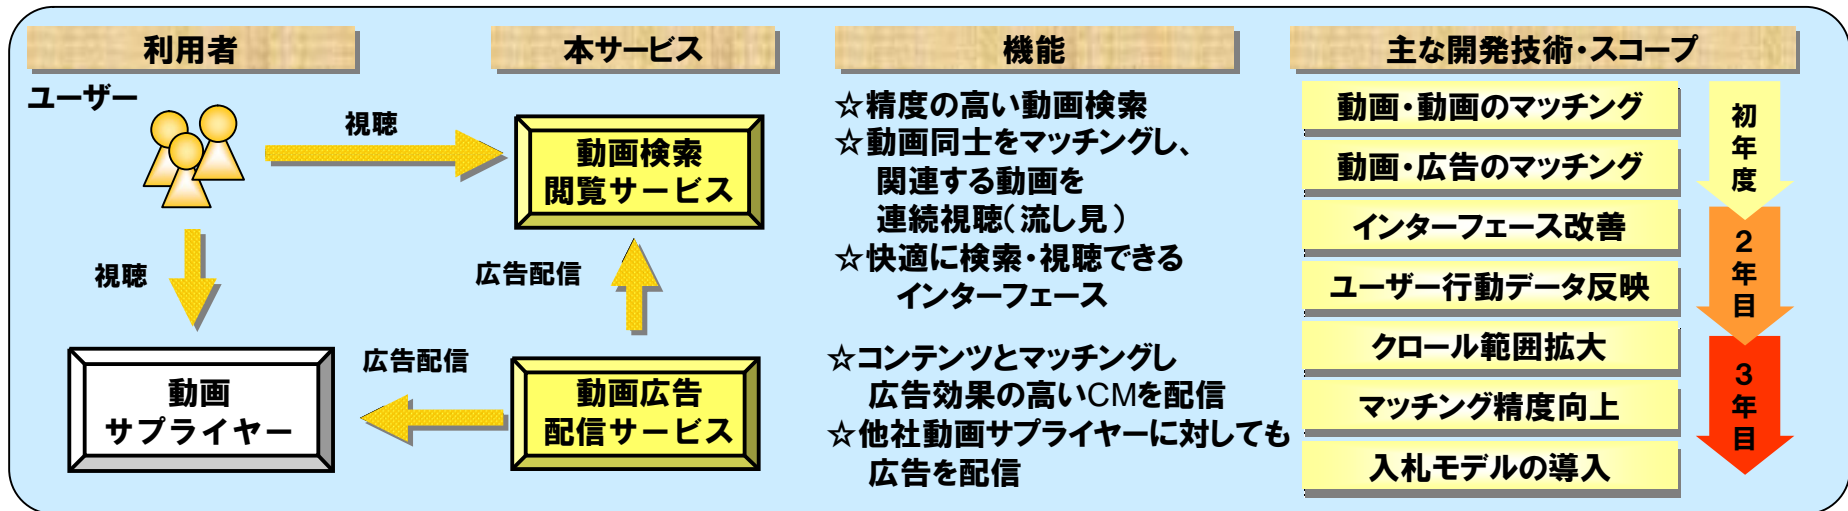 利用者
ユーザー
視聴
視聴
動画
サプライヤー
広告配信
本サービス
動画検索
閲覧サービス
広告配信
動画広告
配信サービス
機能
☆精度の高い動画検索
☆動画同士をマッチングし、
関連する動画を
連続視聴(流し見)
☆快適に検索・視聴できる
インターフェース
☆コンテンツとマッチングし
広告効果の高いCMを配信
☆他社動画サプライヤーに対しても
広告を配信
主な開発技術・スコープ
動画・動画のマッチング
動画・広告のマッチング
インターフェース改善
ユーザー行動データ反映
クロール範囲拡大
マッチング精度向上
入札モデルの導入
初年度
2年目
3年目